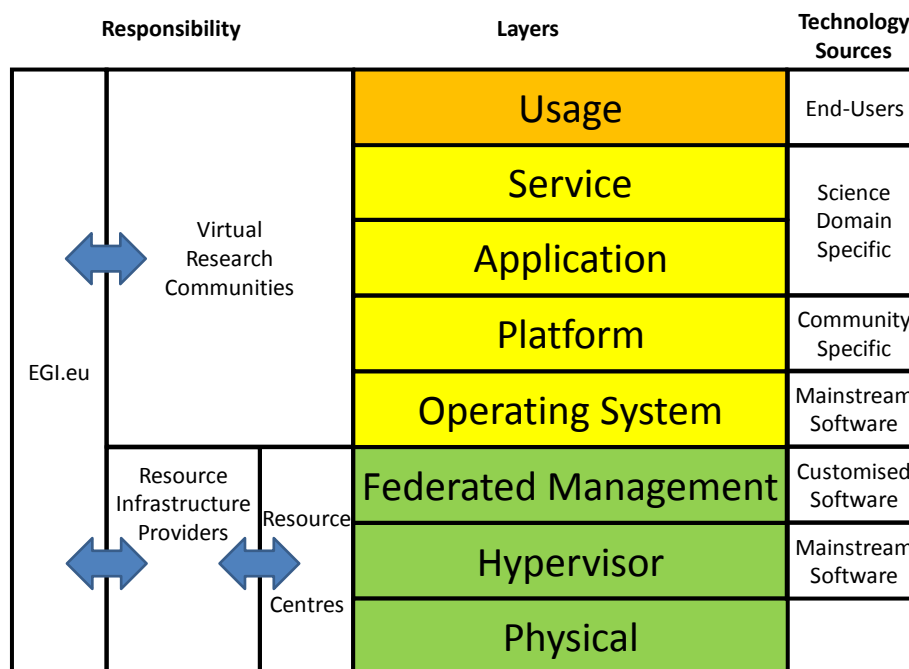 Responsibility
Layers
Technology
Sources
Usage
End-Users
Service
Science
Domain
Specific
Virtual
Research
Communities
Application
Platform
Community
Specific
EGI.eu
Operating System
Mainstream
Software
Resource
Infrastructure
Providers
Resource
Centres
Federated Management
Customised
Software
Hypervisor
Mainstream
Software
Physical